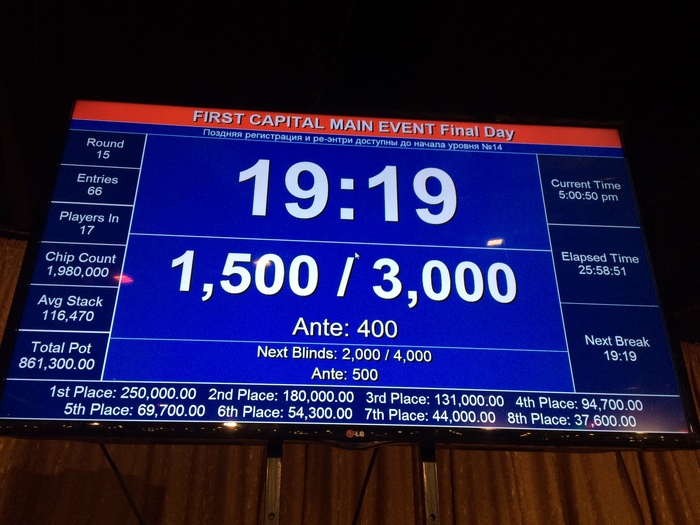 FIRST CAPITAL MAIN EVENT Final Day
Поздняя регистрация и ре-энтри доступны до начала уровня №14
Round
15
Entries
66
Players In
17
Chip Count
1,980,000
Avg Stack
116,470
Total Pot
861,300.00
19:19
1,500 / 3,000
Ante: 400
Next Blinds: 2,000 / 4,000
Ante: 500
Current Time
5:00:50 pm
Elapsed Time
25:58:51
Next Break
19:19
1st Place: 250,000.00 2nd Place: 180,000.00 3rd Place: 131,000.00 4th Place: 94,700.00
5th Place: 69,700.00 6th Place: 54,300.00 7th Place: 44,000.00 8th Place: 37,600.00
LG